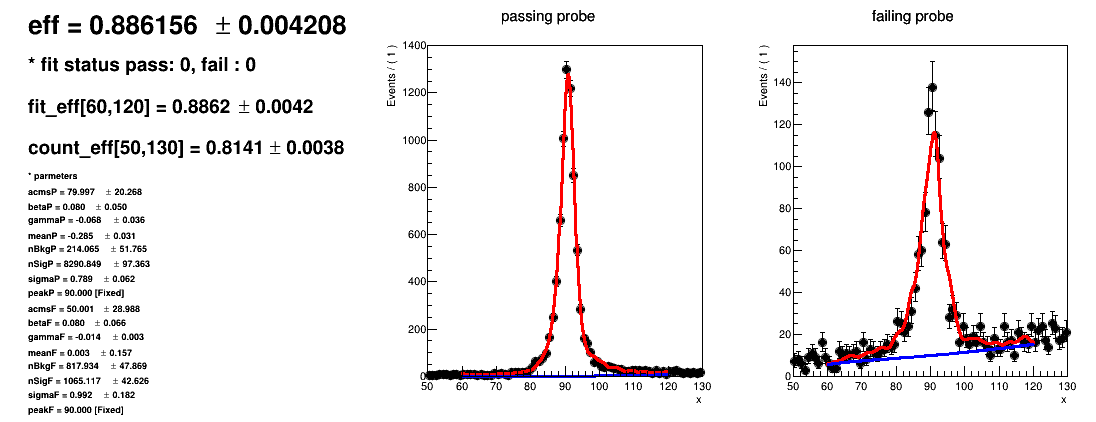 eff = 0.886156 ± 0.004208
* fit status pass: 0, fail : 0
fit_eff[60,120] = 0.8862 ± 0.0042
count_eff[50,130] = 0.8141 ± 0.0038
* parmeters
acmsP = 79.997 ± 20.268
betaP = 0.080 ± 0.050
gammaP = -0.068 ± 0.036
meanP = -0.285 ± 0.031
nBkgP = 214.065 ± 51.765
nSigP = 8290.849 ± 97.363
sigmaP = 0.789 ± 0.062
peakP = 90.000 [Fixed]
acmsF = 50.001 ± 28.988
betaF = 0.080 ± 0.066
gammaF = -0.014 ± 0.003
meanF = 0.003 ± 0.157
nBkgF = 817.934 ± 47.869
nSigF = 1065.117 ± 42.626
sigmaF = 0.992 ± 0.182
peakF = 90.000 [Fixed]
passing probe
Events / ( 1 )
1400
1200
1000
800
600
400
200
0
50 60 70 80 90 100 110 120 130
x
failing probe
Events / ( 1 )
140
120
100
80
60
40
20
0
50 60 70 80 90 100 110 120 130
x